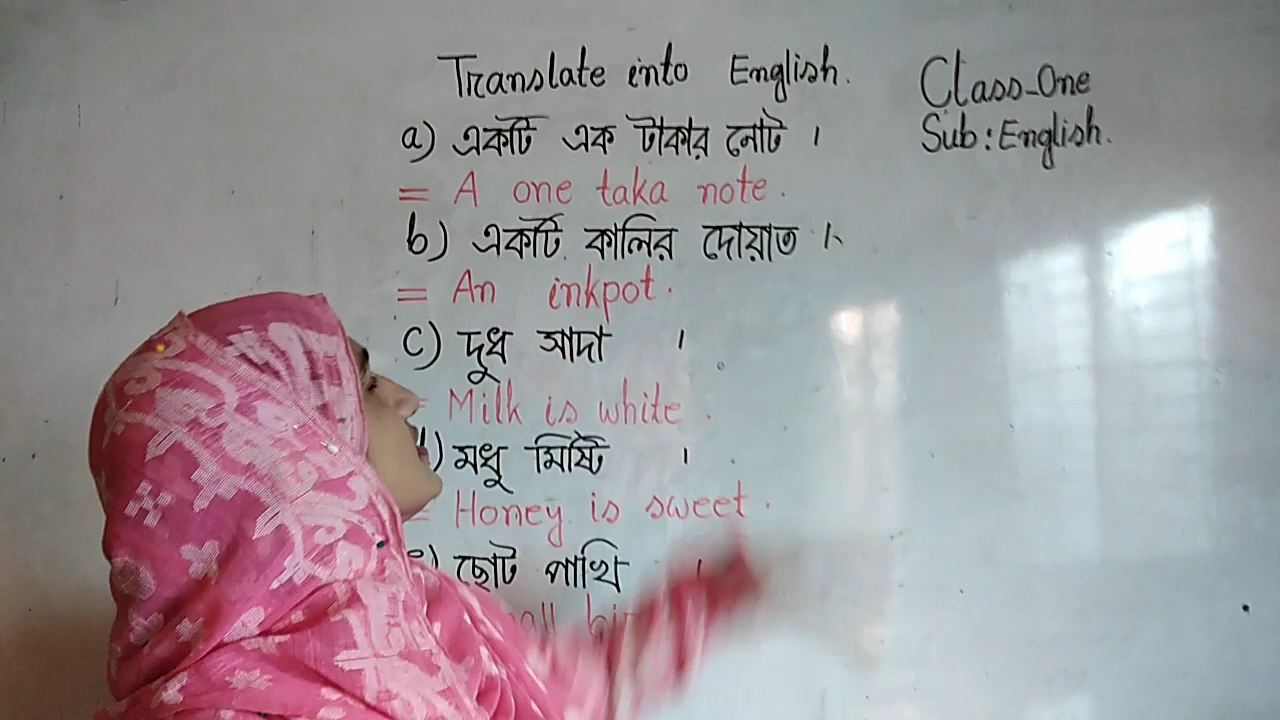 Translate into English.
Class-One
Sub: English.
a) একটি এক টাকার নোট ।
= A one taka note.
b) একটি কালির দোয়াত ।
= An inkpot.
c) দুধ সাদা ।
= Milk is white.
) মধু মিষ্টি ।
= Honey is sweet.
e) ছোট পাখি ।